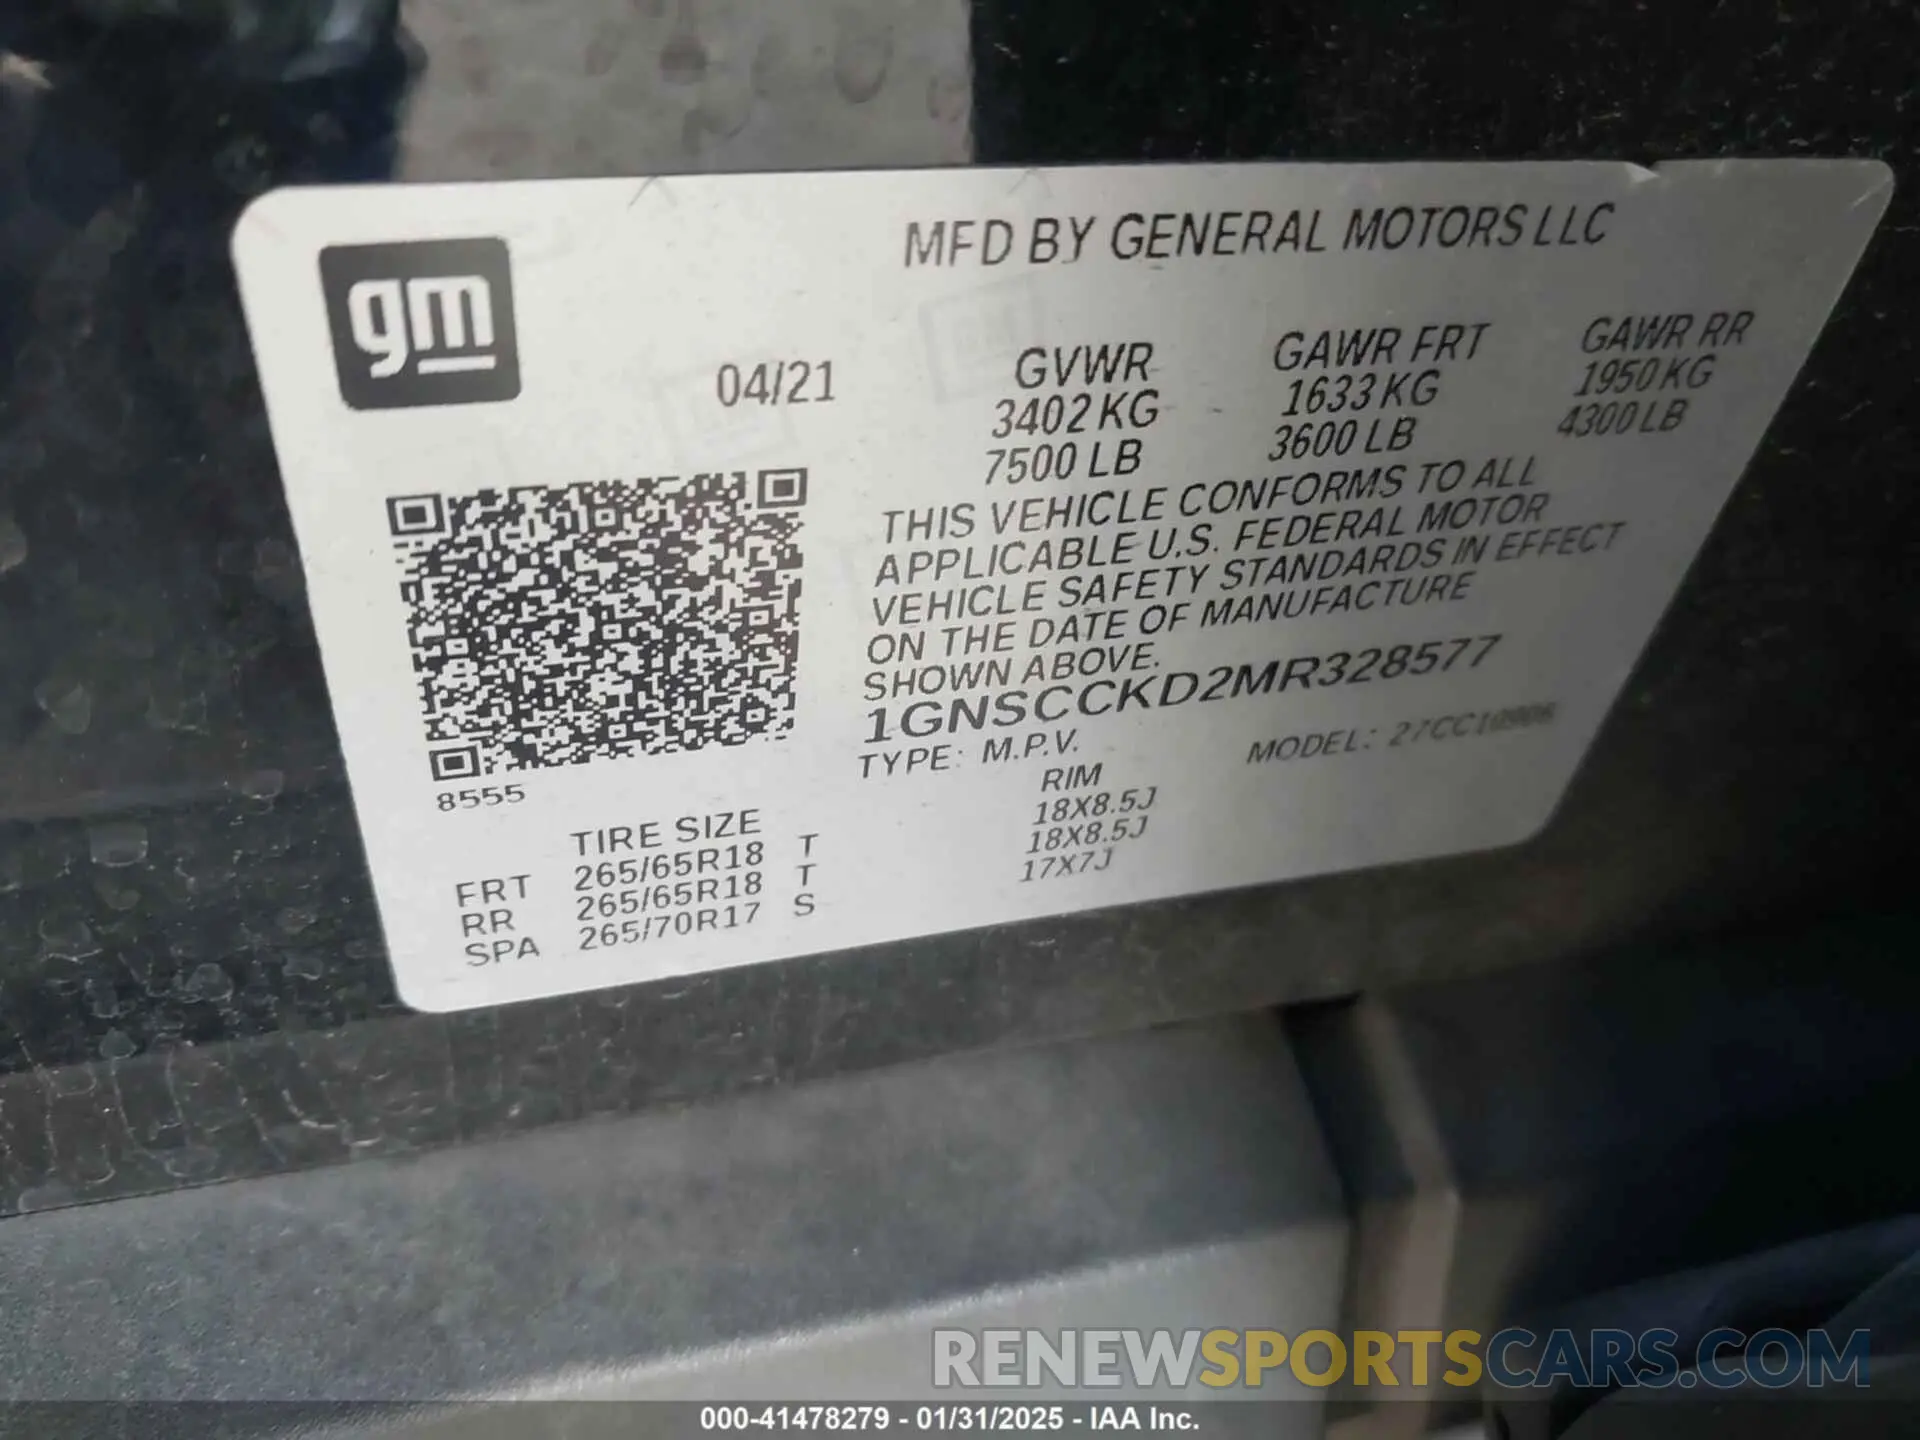 gm
MFD BY GENERAL MOTORS LLC
04/21
GVWR GAWR FRT GAWR RR
3402 KG 1633 KG 1950 KG
7500 LB 3600 LB 4300 LB
THIS VEHICLE CONFORMS TO ALL
APPLICABLE U.S. FEDERAL MOTOR
VEHICLE SAFETY STANDARDS IN EFFECT
ON THE DATE OF MANUFACTURE
SHOWN ABOVE.
1GNSCCKD2MR328577
TYPE: M.P.V. MODEL:
8555
TIRE SIZE RIM
FRT 265/65R18 T 18X8.5J
RR 265/65R18 T 18X8.5J
SPA 265/70R17 S 17X7J
RENEWSPORTSCARS.COM
000-41478279 - 01/31/2025 - IAA Inc.